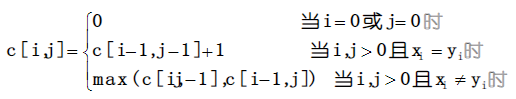 0 当i=0或j=0时
c[i,j]= c[i-1,j-1]+1 当i,j>0且xᵢ=yᵢ时
max(c[i,j-1],c[i-1,j]) 当i,j>0且xᵢ≠yᵢ时